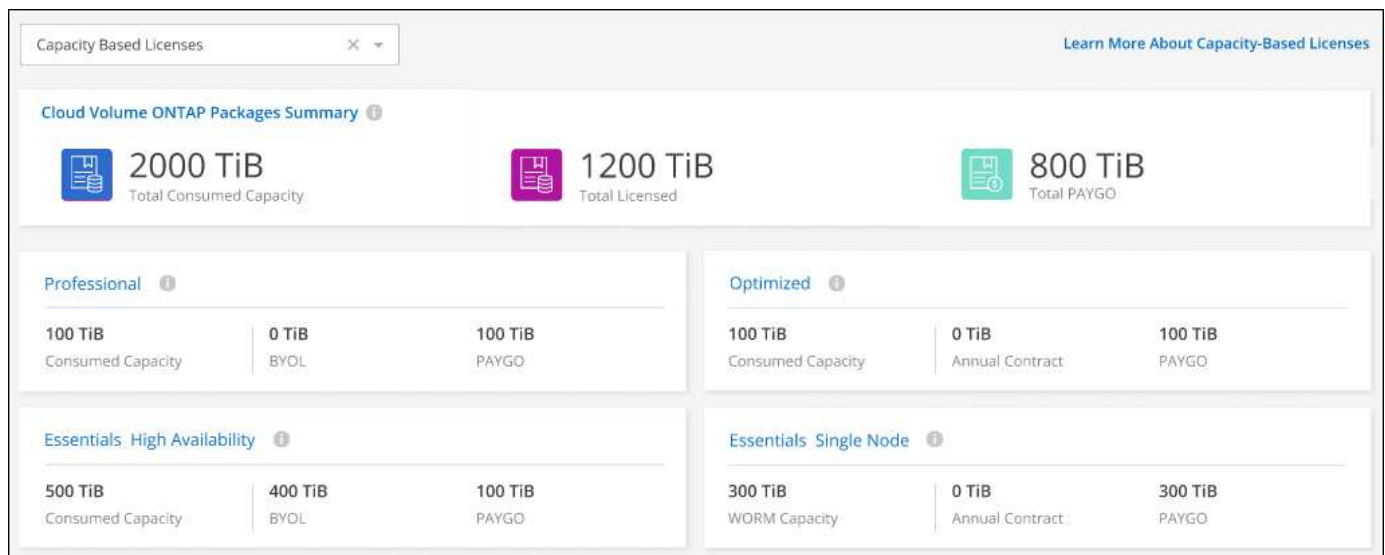 Capacity Based Licenses
Learn More About Capacity-Based Licenses
Cloud Volume ONTAP Packages Summary
2000 TiB
Total Consumed Capacity
1200 TiB
Total Licensed
800 TiB
Total PAYGO
Professional
100 TiB
Consumed Capacity
0 TiB
BYOL
100 TiB
PAYGO
Optimized
100 TiB
Consumed Capacity
0 TiB
Annual Contract
100 TiB
PAYGO
Essentials High Availability
500 TiB
Consumed Capacity
400 TiB
BYOL
100 TiB
PAYGO
Essentials Single Node
300 TiB
WORM Capacity
0 TiB
Annual Contract
300 TiB
PAYGO